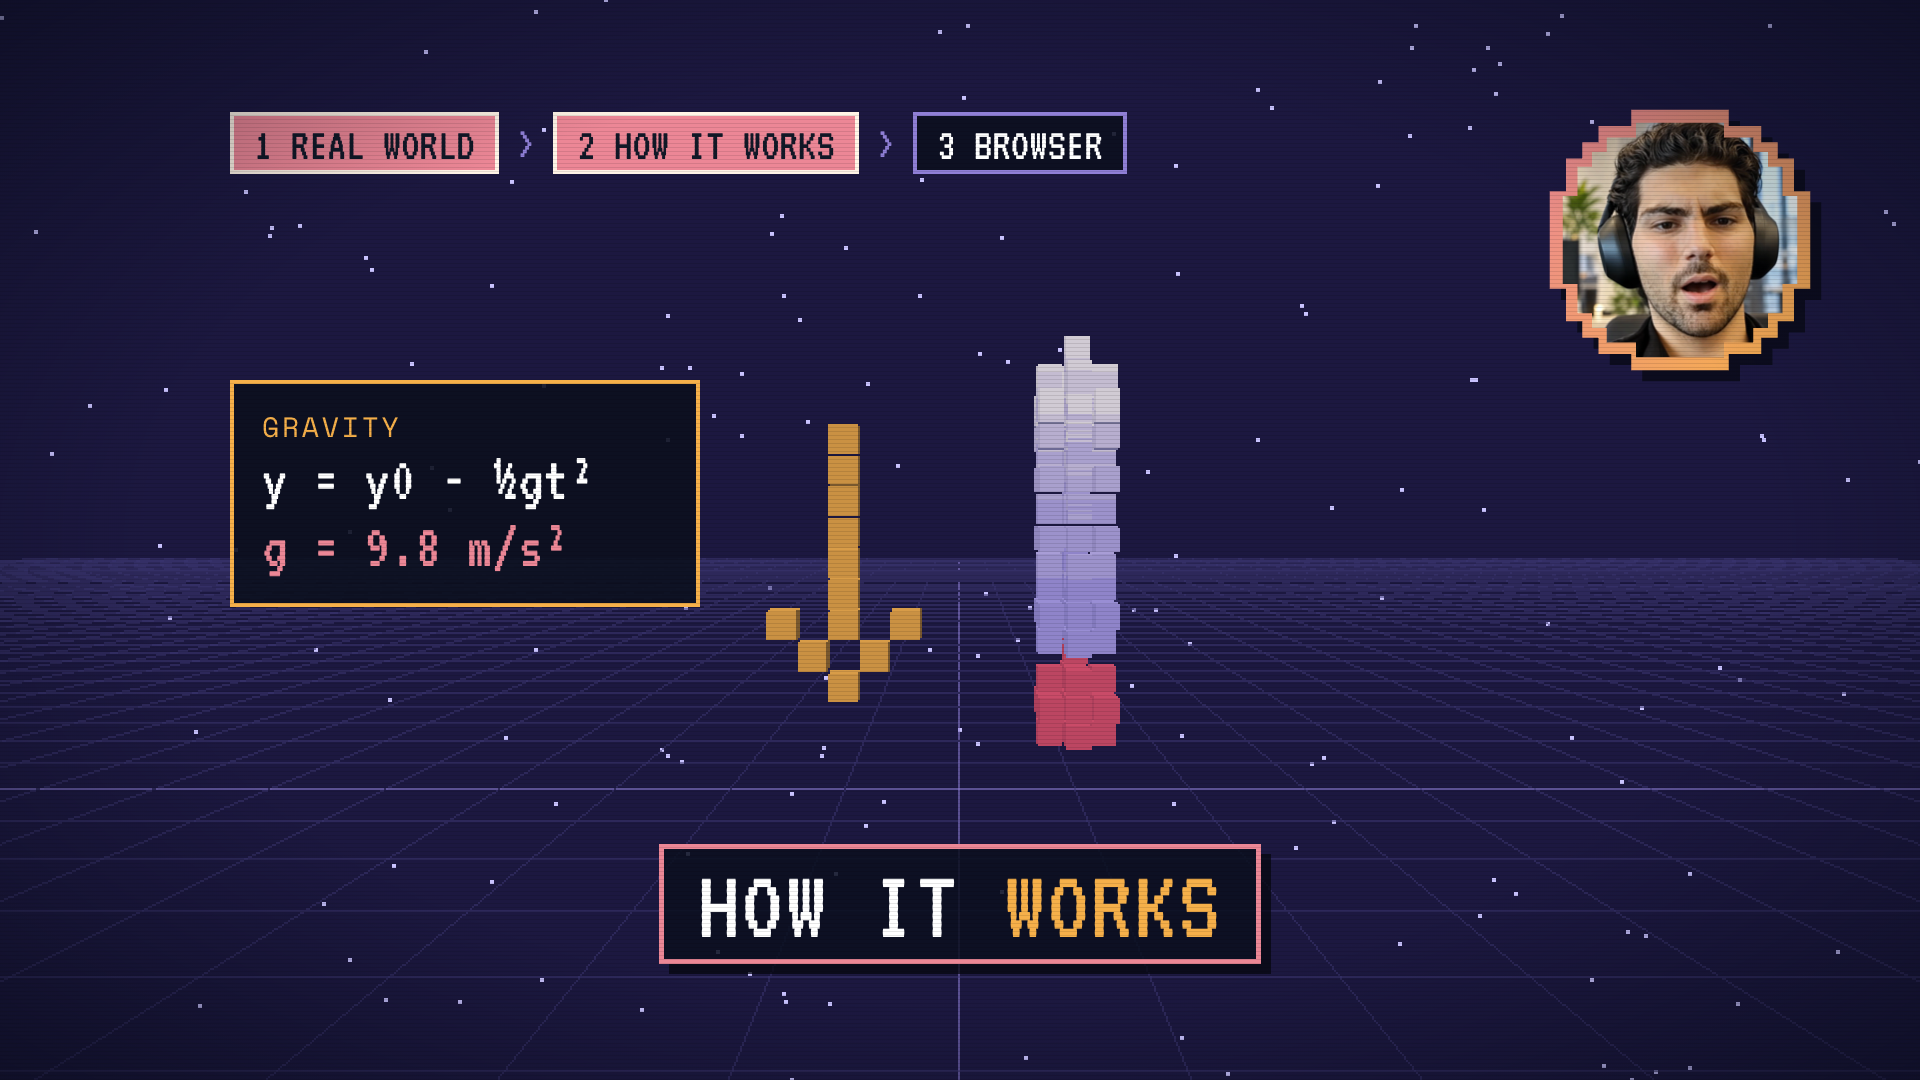 1 REAL WORLD > 2 HOW IT WORKS > 3 BROWSER
GRAVITY
y = y0 - ½gt²
g = 9.8 m/s²
HOW IT WORKS